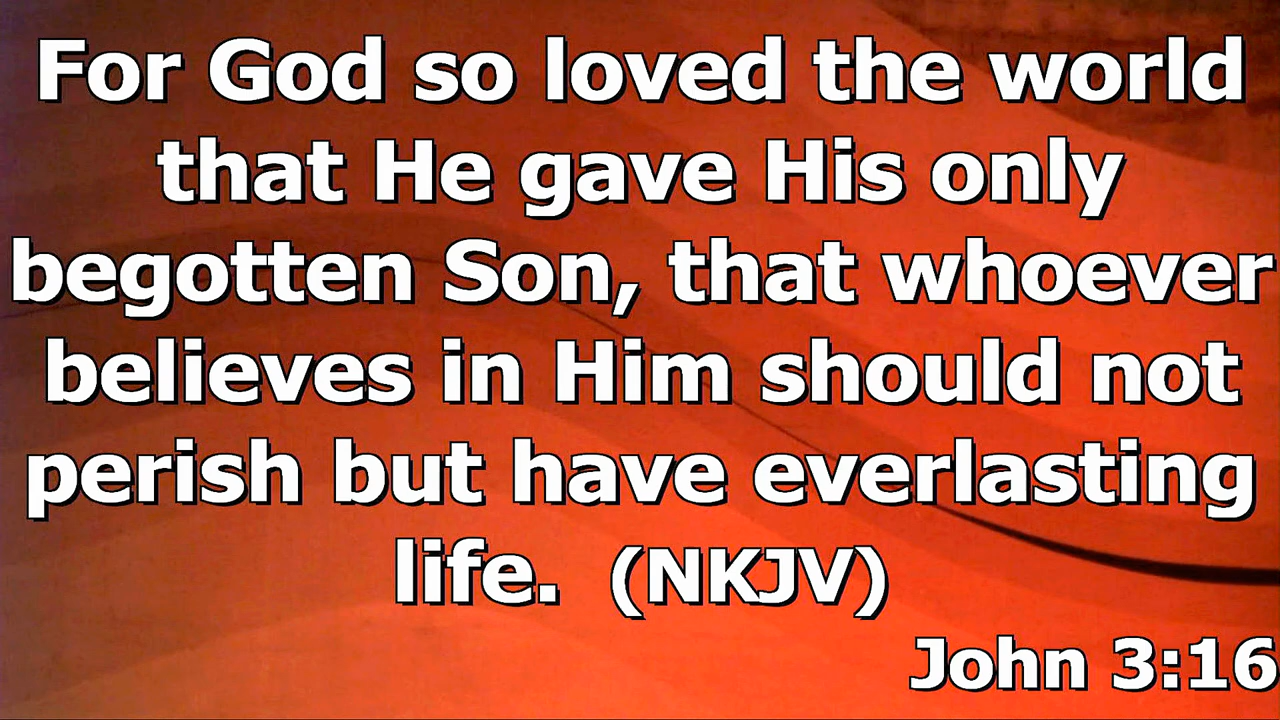 For God so loved the world
that He gave His only
begotten Son, that whoever
believes in Him should not
perish but have everlasting
life.  (NKJV)
John 3:16